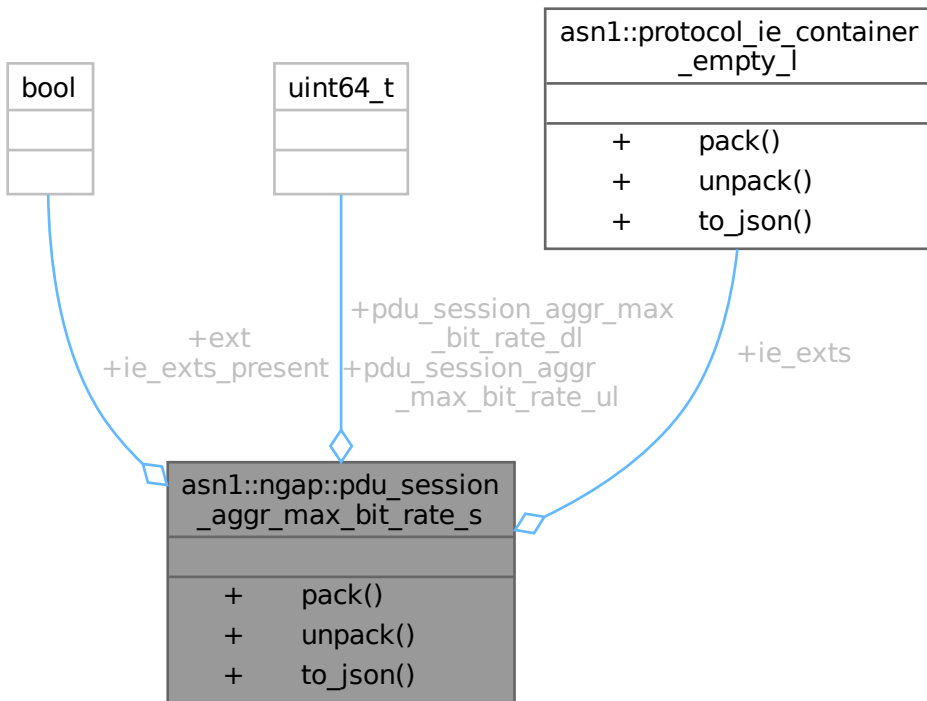 asn1::protocol_ie_container
_empty_l
+ pack()
+ unpack()
+ to_json()
bool
uint64_t
+ext
+ie_exts_present
+pdu_session_aggr_max
_bit_rate_dl
+pdu_session_aggr
_max_bit_rate_ul
+ie_exts
asn1::ngap::pdu_session
_aggr_max_bit_rate_s
+ pack()
+ unpack()
+ to_json()